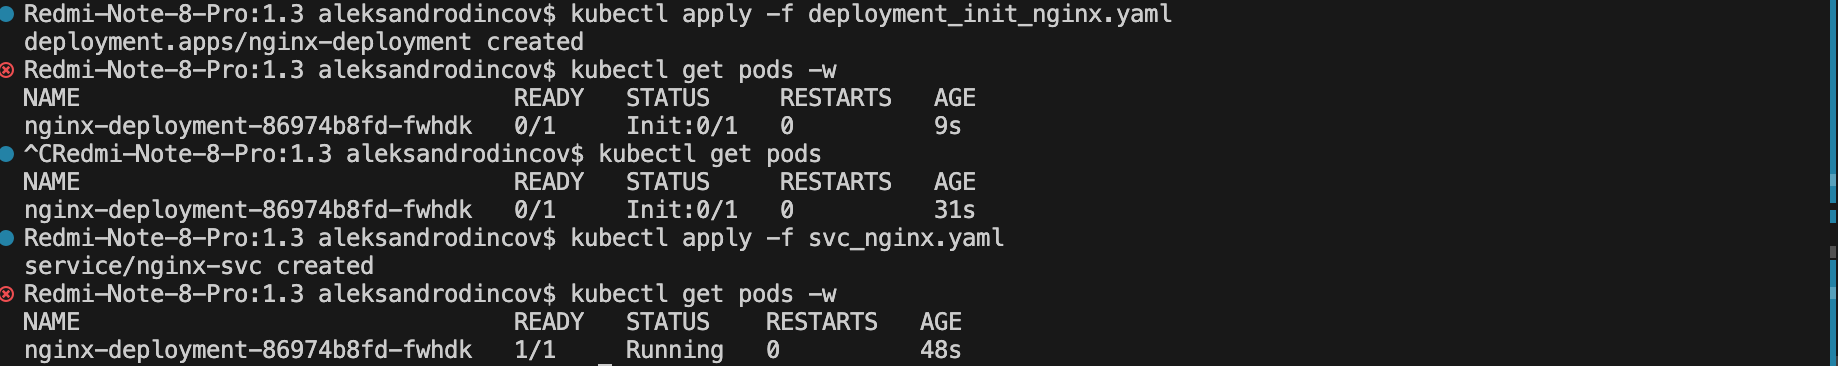 Redmi-Note-8-Pro:1.3 aleksandrodincov$ kubectl apply -f deployment_init_nginx.yaml
deployment.apps/nginx-deployment created
Redmi-Note-8-Pro:1.3 aleksandrodincov$ kubectl get pods -w
NAME                               READY   STATUS     RESTARTS   AGE
nginx-deployment-86974b8fd-fwhdk   0/1     Init:0/1   0          9s
^CRedmi-Note-8-Pro:1.3 aleksandrodincov$ kubectl get pods
NAME                               READY   STATUS     RESTARTS   AGE
nginx-deployment-86974b8fd-fwhdk   0/1     Init:0/1   0          31s
Redmi-Note-8-Pro:1.3 aleksandrodincov$ kubectl apply -f svc_nginx.yaml
service/nginx-svc created
Redmi-Note-8-Pro:1.3 aleksandrodincov$ kubectl get pods -w
NAME                               READY   STATUS    RESTARTS   AGE
nginx-deployment-86974b8fd-fwhdk   1/1     Running   0          48s